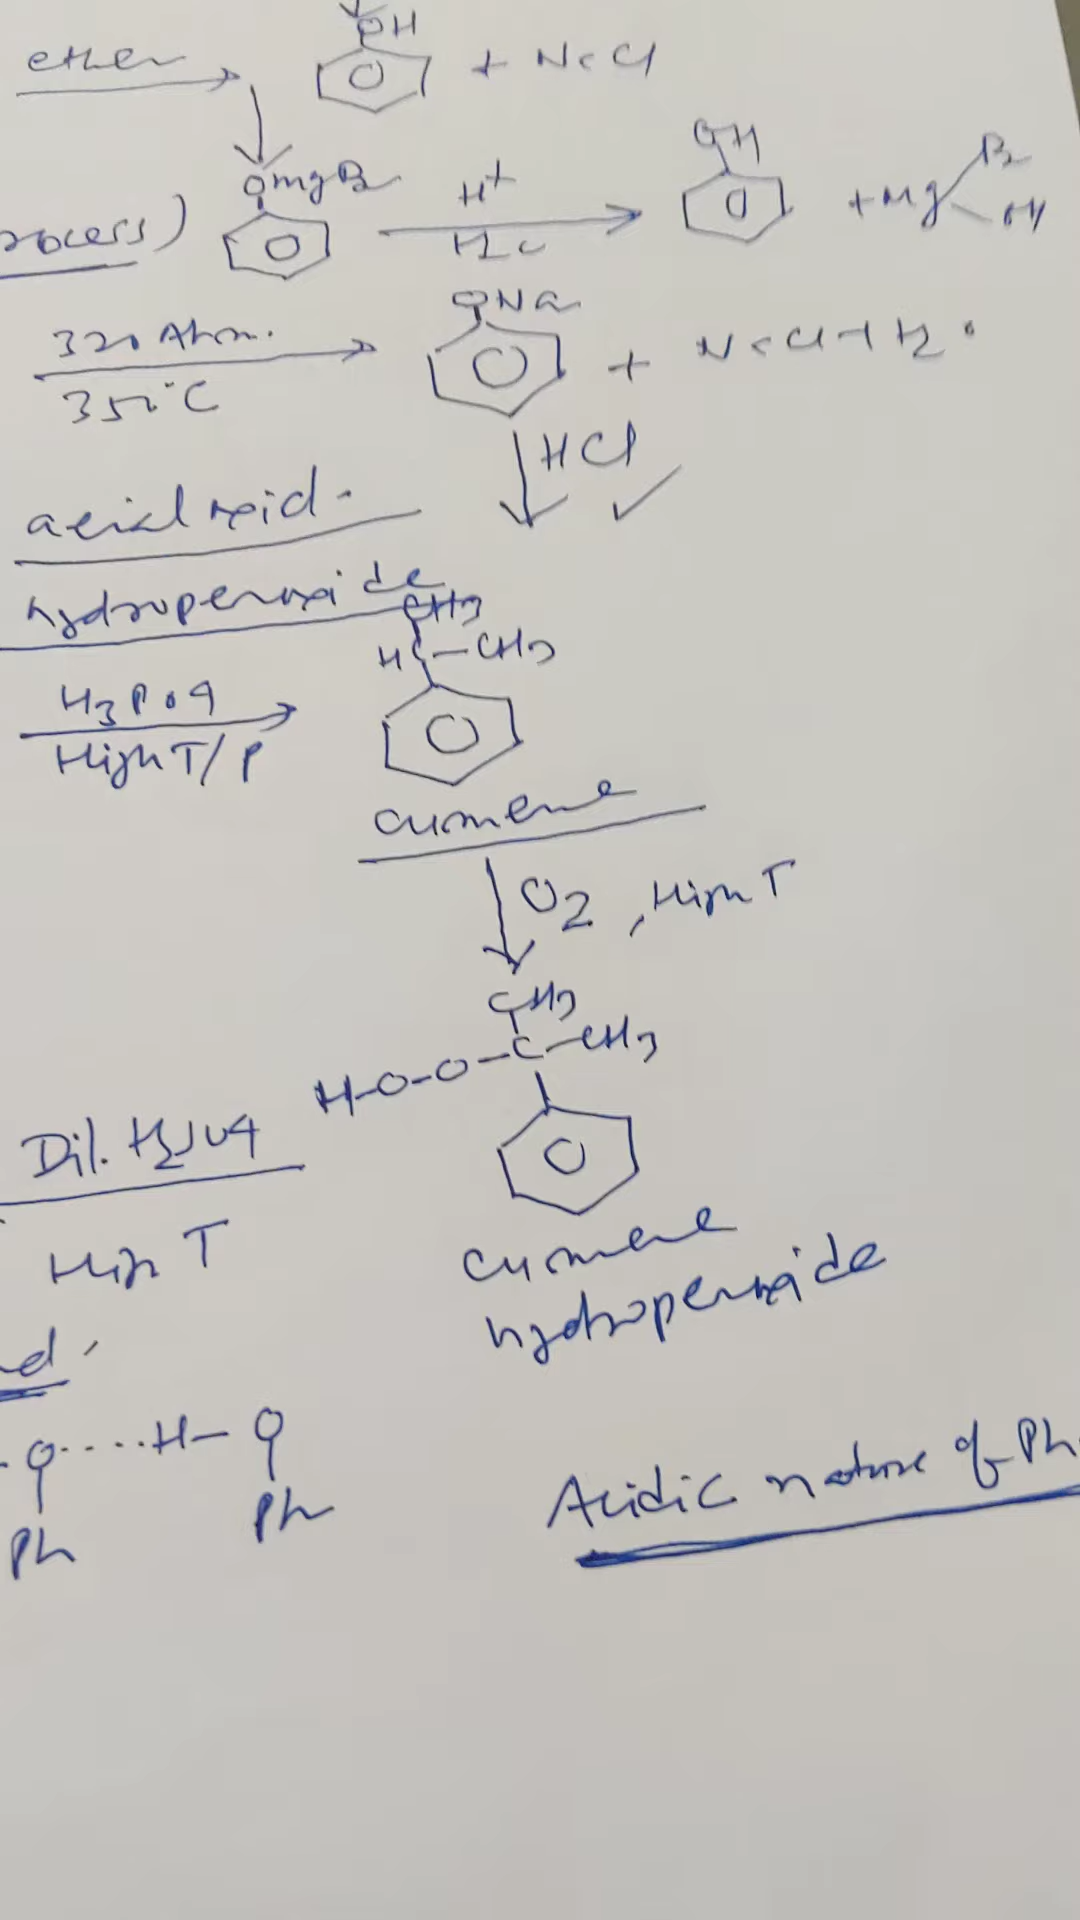 OH
ether + NaCl
OMgBr
H+
OH
rocess) H2O + Mg Br OH
320 Atm. ONa + NaCl + H2O
350°C
HCl
acid.
hydroperoxide
CH3
HC-CH3
H3PO4
High T/P
cumene
O2, High T
CH3
H-O-O-C-CH3
Dil. H2SO4
High T
cumene
hydroperoxide
nd.
O....H-O
Ph Ph
Acidic nature of Ph